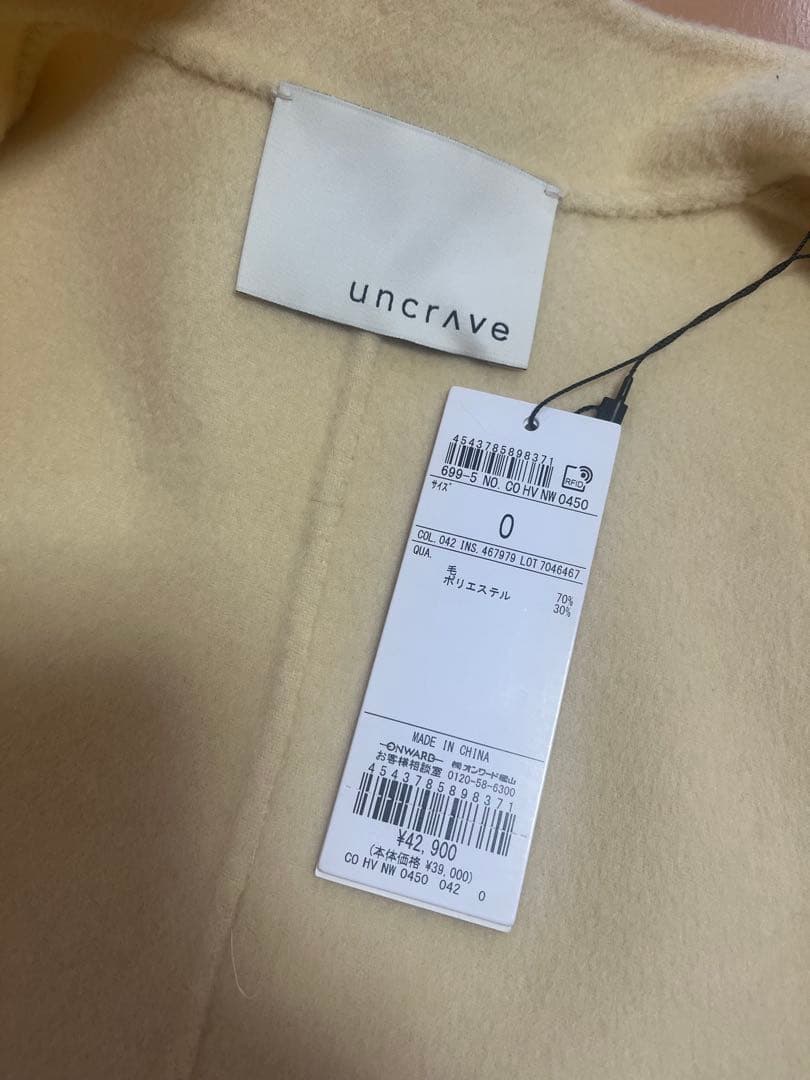 uncrave
4543785898371
RFID
699-5 NO. CO HV NW 0450
サイズ
0
COL. 042 INS. 467979 LOT 7046467
QUA.
毛 70%
ポリエステル 30%
MADE IN CHINA
ONWARD ㈱オンワード樫山
お客様相談室 0120-58-6300
4543785898371
¥42,900
(本体価格 ¥39,000)
CO HV NW 0450 042 0